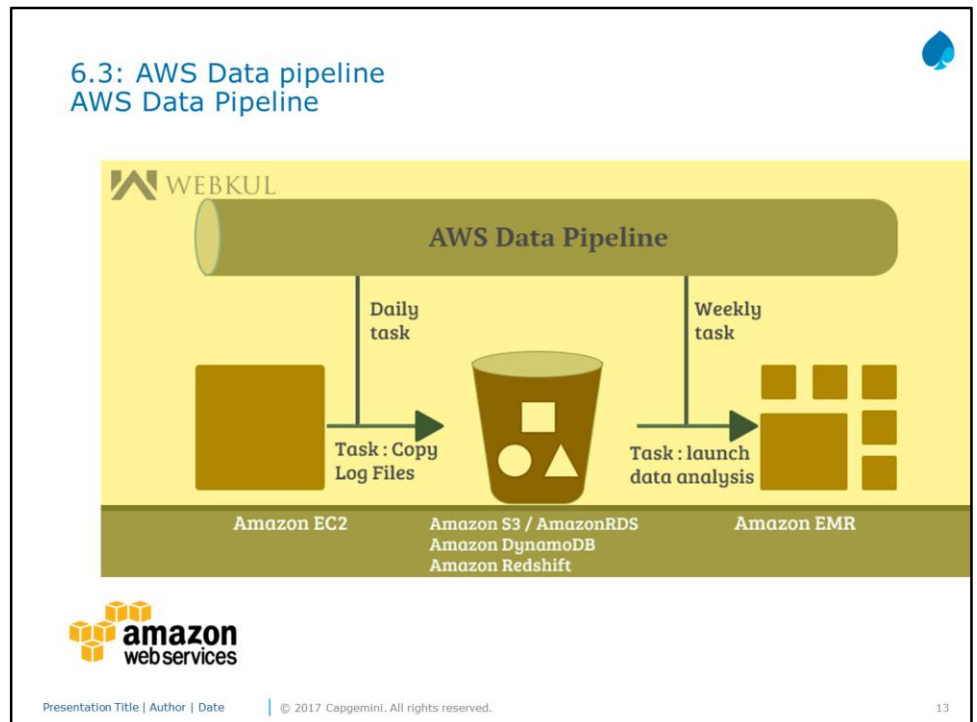 6.3: AWS Data pipeline
AWS Data Pipeline
WEBKUL
AWS Data Pipeline
Daily
task
Weekly
task
Task : Copy
Log Files
Task : launch
data analysis
Amazon EC2
Amazon S3 / AmazonRDS
Amazon DynamoDB
Amazon Redshift
Amazon EMR
amazon
webservices
Presentation Title | Author | Date
© 2017 Capgemini. All rights reserved.
13